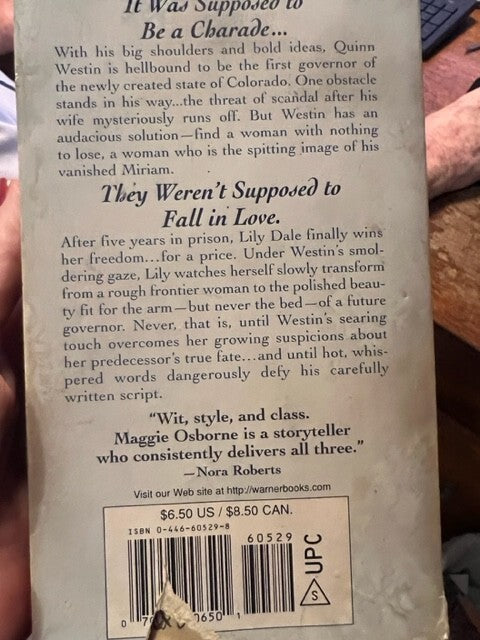 It Was Supposed to
Be a Charade...
With his big shoulders and bold ideas, Quinn
Westin is hellbound to be the first governor of
the newly created state of Colorado. One obstacle
stands in his way...the threat of scandal after his
wife mysteriously runs off. But Westin has an
audacious solution—find a woman with nothing
to lose, a woman who is the spitting image of his
vanished Miriam.
They Weren't Supposed to
Fall in Love.
After five years in prison, Lily Dale finally wins
her freedom...for a price. Under Westin's smol-
dering gaze, Lily watches herself slowly transform
from a rough frontier woman to the polished beau-
ty fit for the arm—but never the bed—of a future
governor. Never, that is, until Westin's searing
touch overcomes her growing suspicions about
her predecessor's true fate...and until hot, whis-
pered words dangerously defy his carefully
written script.
"Wit, style, and class.
Maggie Osborne is a storyteller
who consistently delivers all three."
—Nora Roberts
Visit our Web site at http://warnerbooks.com
$6.50 US / $8.50 CAN.
ISBN 0-446-60529-8
60529
UPC
S
0 70 0650 1